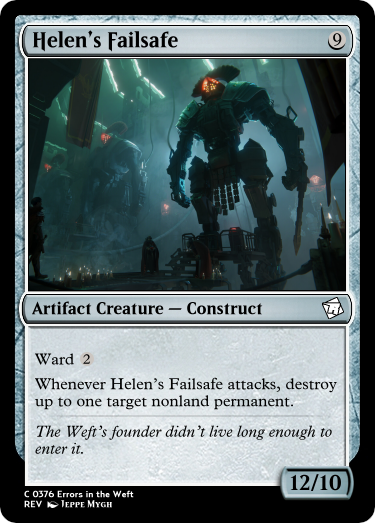 Helen's Failsafe 9
Artifact Creature — Construct
Ward 2
Whenever Helen's Failsafe attacks, destroy
up to one target nonland permanent.
The Weft's founder didn't live long enough to
enter it.
12/10
C 0376 Errors in the Weft
REV Jeppe Mygh